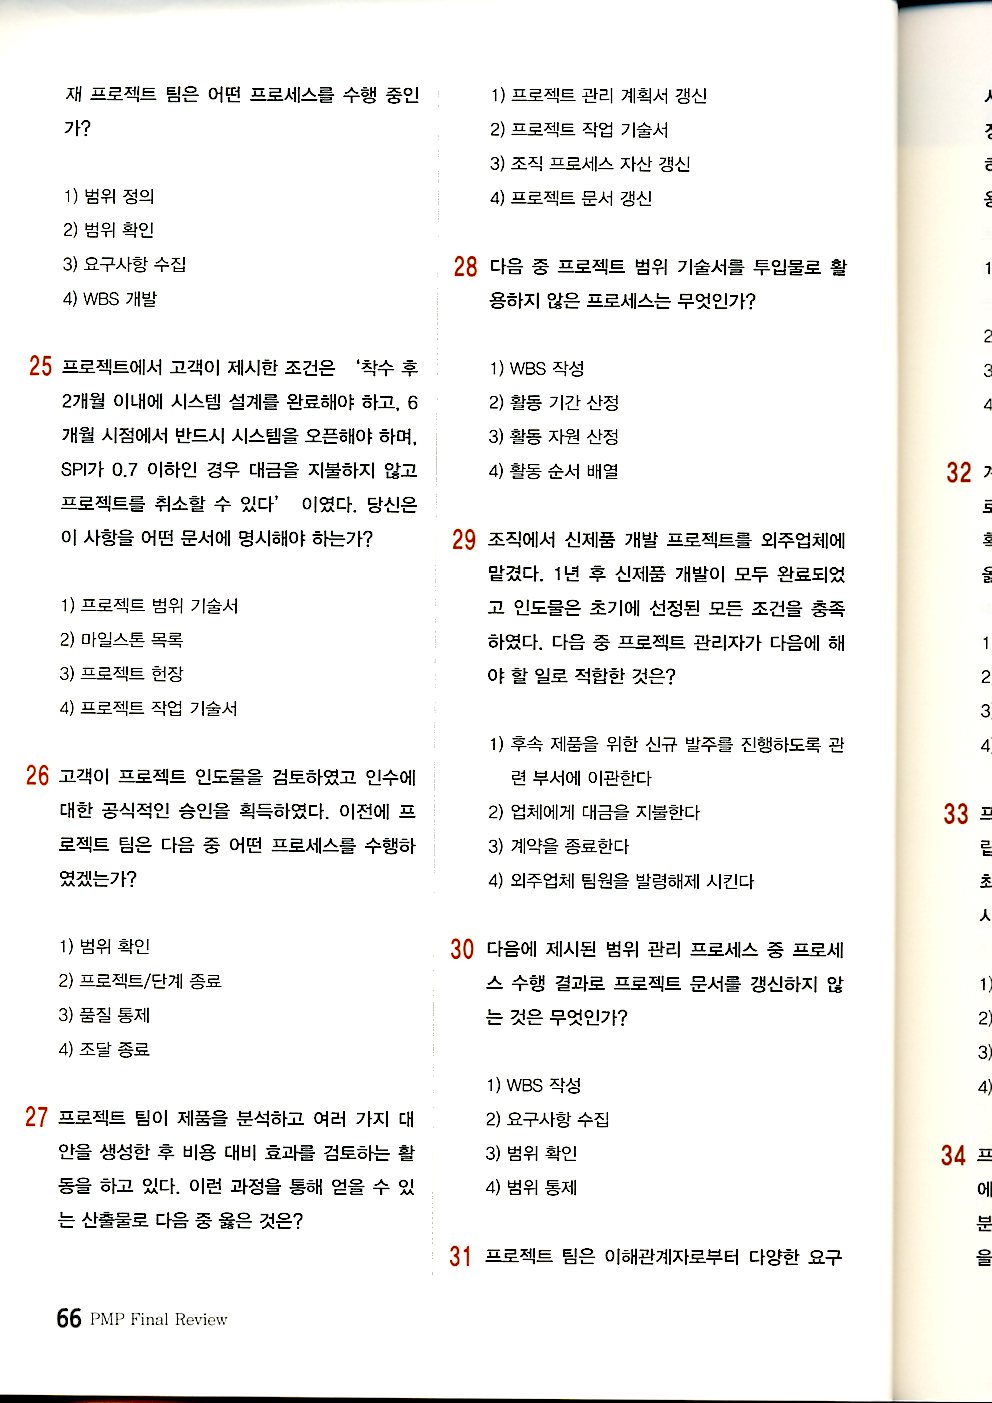 재 프로젝트 팀은 어떤 프로세스를 수행 중인
가?
1) 범위 정의
2) 범위 확인
3) 요구사항 수집
4) WBS 개발
25 프로젝트에서 고객이 제시한 조건은 ‘착수 후
2개월 이내에 시스템 설계를 완료해야 하고, 6
개월 시점에서 반드시 시스템을 오픈해야 하며,
SPI가 0.7 이하인 경우 대금을 지불하지 않고
프로젝트를 취소할 수 있다’ 이였다. 당신은
이 사항을 어떤 문서에 명시해야 하는가?
1) 프로젝트 범위 기술서
2) 마일스톤 목록
3) 프로젝트 헌장
4) 프로젝트 작업 기술서
26 고객이 프로젝트 인도물을 검토하였고 인수에
대한 공식적인 승인을 획득하였다. 이전에 프
로젝트 팀은 다음 중 어떤 프로세스를 수행하
였겠는가?
1) 범위 확인
2) 프로젝트/단계 종료
3) 품질 통제
4) 조달 종료
27 프로젝트 팀이 제품을 분석하고 여러 가지 대
안을 생성한 후 비용 대비 효과를 검토하는 활
동을 하고 있다. 이런 과정을 통해 얻을 수 있
는 산출물로 다음 중 옳은 것은?
1) 프로젝트 관리 계획서 갱신
2) 프로젝트 작업 기술서
3) 조직 프로세스 자산 갱신
4) 프로젝트 문서 갱신
28 다음 중 프로젝트 범위 기술서를 투입물로 활
용하지 않은 프로세스는 무엇인가?
1) WBS 작성
2) 활동 기간 산정
3) 활동 자원 산정
4) 활동 순서 배열
29 조직에서 신제품 개발 프로젝트를 외주업체에
맡겼다. 1년 후 신제품 개발이 모두 완료되었
고 인도물은 초기에 선정된 모든 조건을 충족
하였다. 다음 중 프로젝트 관리자가 다음에 해
야 할 일로 적합한 것은?
1) 후속 제품을 위한 신규 발주를 진행하도록 관
련 부서에 이관한다
2) 업체에게 대금을 지불한다
3) 계약을 종료한다
4) 외주업체 팀원을 발령해제 시킨다
30 다음에 제시된 범위 관리 프로세스 중 프로세
스 수행 결과로 프로젝트 문서를 갱신하지 않
는 것은 무엇인가?
1) WBS 작성
2) 요구사항 수집
3) 범위 확인
4) 범위 통제
31 프로젝트 팀은 이해관계자로부터 다양한 요구
66 PMP Final Review
1
2
3
4
32
로
1
2
3
4
33 프
립
최
시
1)
2)
3)
4)
34 프
에
분
을